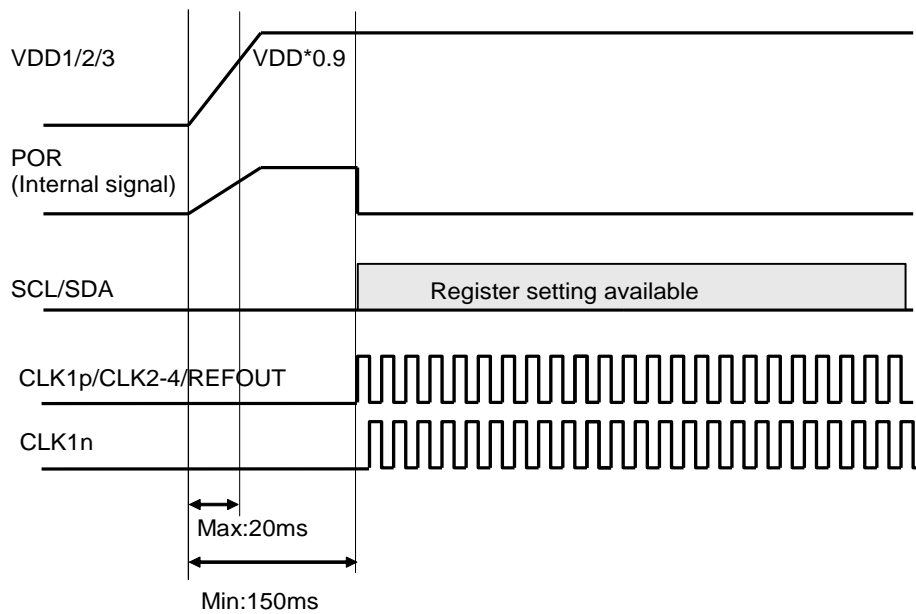 VDD1/2/3
VDD*0.9
POR
(Internal signal)
SCL/SDA
Register setting available
CLK1p/CLK2-4/REFOUT
CLK1n
Max:20ms
Min:150ms